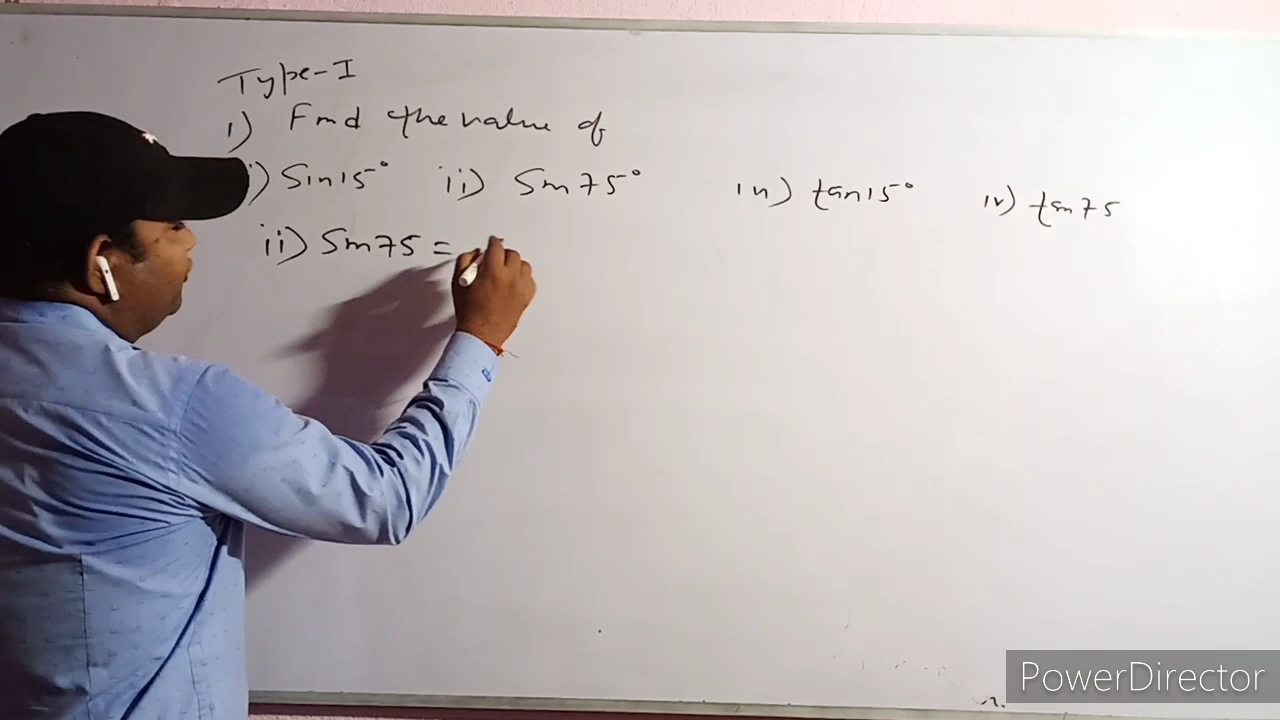 Type-I
1) Find the value of
i) Sin15° ii) Sin75° iii) tan15° iv) tan75
ii) Sin75 =
PowerDirector